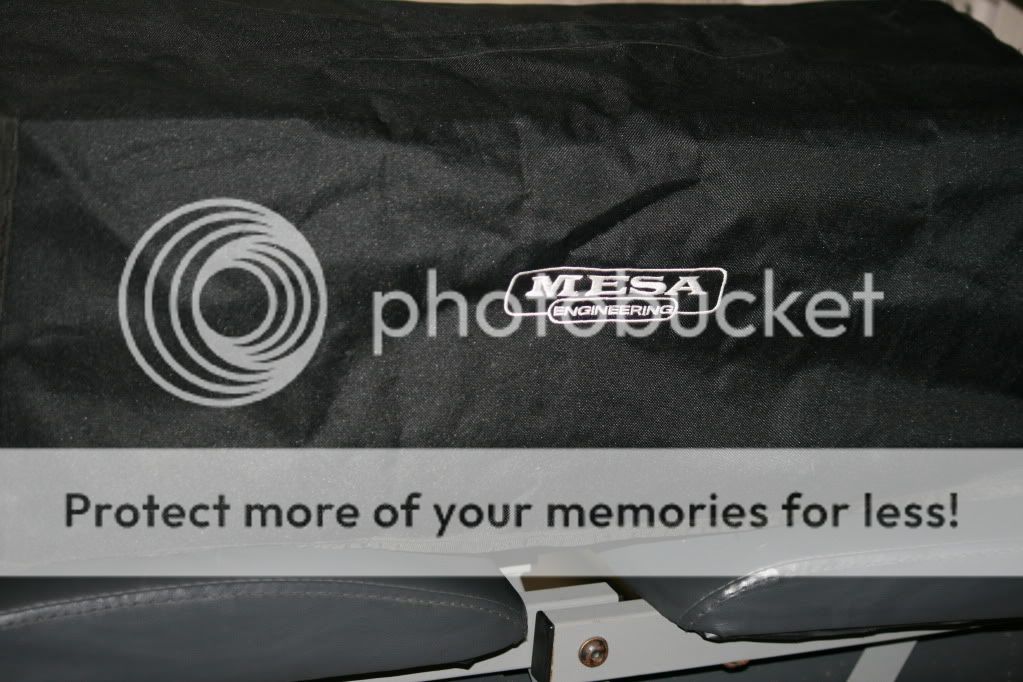 MESA
ENGINEERING
photobucket
Protect more of your memories for less!